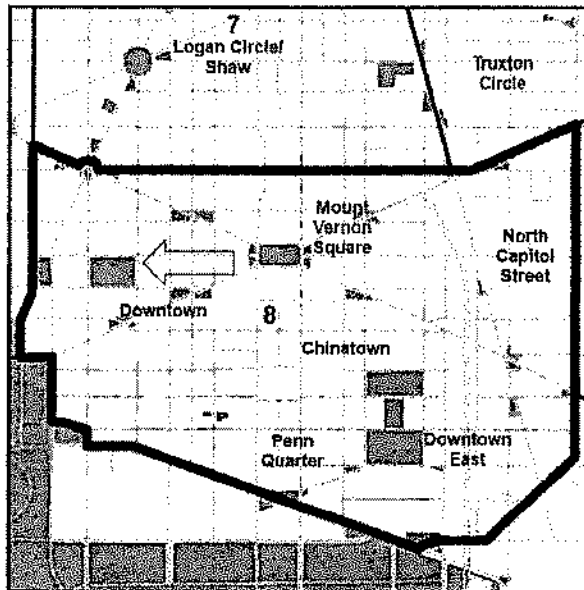 7
Logan Circle/
Shaw
Truxton
Circle
Mount
Vernon
Square
North
Capitol
Street
Downtown
8
Chinatown
Penn
Quarter
Downtown
East